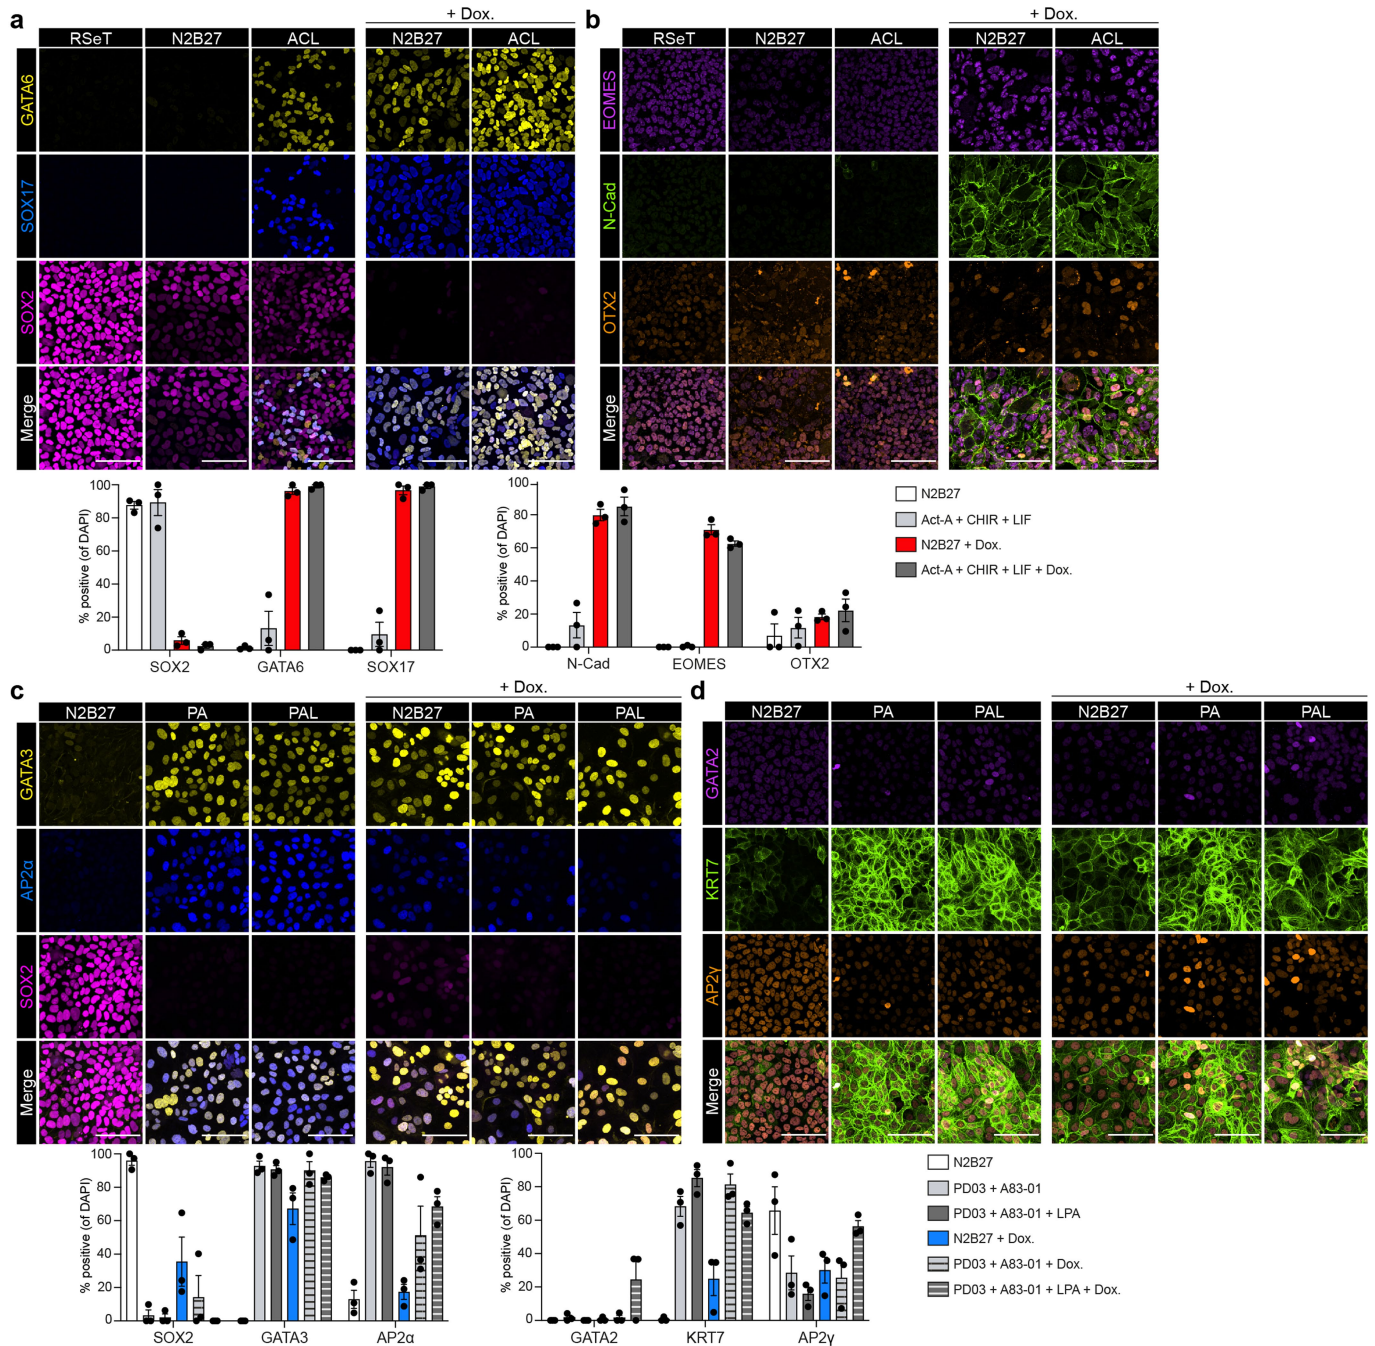 a
+ Dox.
RSeT N2B27 ACL N2B27 ACL
GATA6
SOX17
SOX2
Merge
% positive (of DAPI)
100
80
60
40
20
0
SOX2 GATA6 SOX17
b
+ Dox.
RSeT N2B27 ACL N2B27 ACL
EOMES
N-Cad
OTX2
Merge
% positive (of DAPI)
100
80
60
40
20
0
N-Cad EOMES OTX2
N2B27
Act-A + CHIR + LIF
N2B27 + Dox.
Act-A + CHIR + LIF + Dox.
c
+ Dox.
N2B27 PA PAL N2B27 PA PAL
GATA3
AP2α
SOX2
Merge
% positive (of DAPI)
100
80
60
40
20
0
SOX2 GATA3 AP2α
d
+ Dox.
N2B27 PA PAL N2B27 PA PAL
GATA2
KRT7
AP2γ
Merge
% positive (of DAPI)
100
80
60
40
20
0
GATA2 KRT7 AP2γ
N2B27
PD03 + A83-01
PD03 + A83-01 + LPA
N2B27 + Dox.
PD03 + A83-01 + Dox.
PD03 + A83-01 + LPA + Dox.